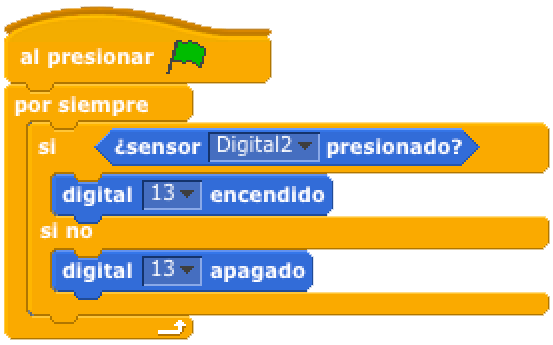 al presionar
por siempre
si ¿sensor Digital2 presionado?
digital 13 encendido
si no
digital 13 apagado